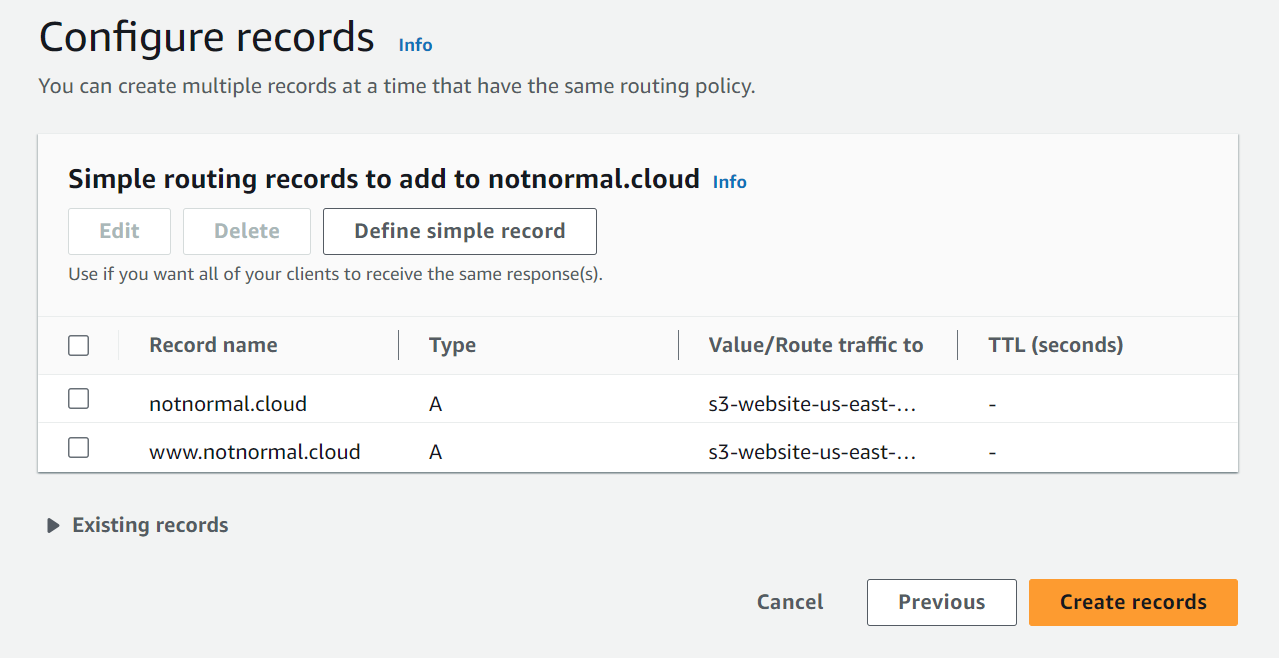 Configure records Info
You can create multiple records at a time that have the same routing policy.
Simple routing records to add to notnormal.cloud Info
Edit Delete Define simple record
Use if you want all of your clients to receive the same response(s).
Record name Type Value/Route traffic to TTL (seconds)
notnormal.cloud A s3-website-us-east-... -
www.notnormal.cloud A s3-website-us-east-... -
Existing records
Cancel Previous Create records